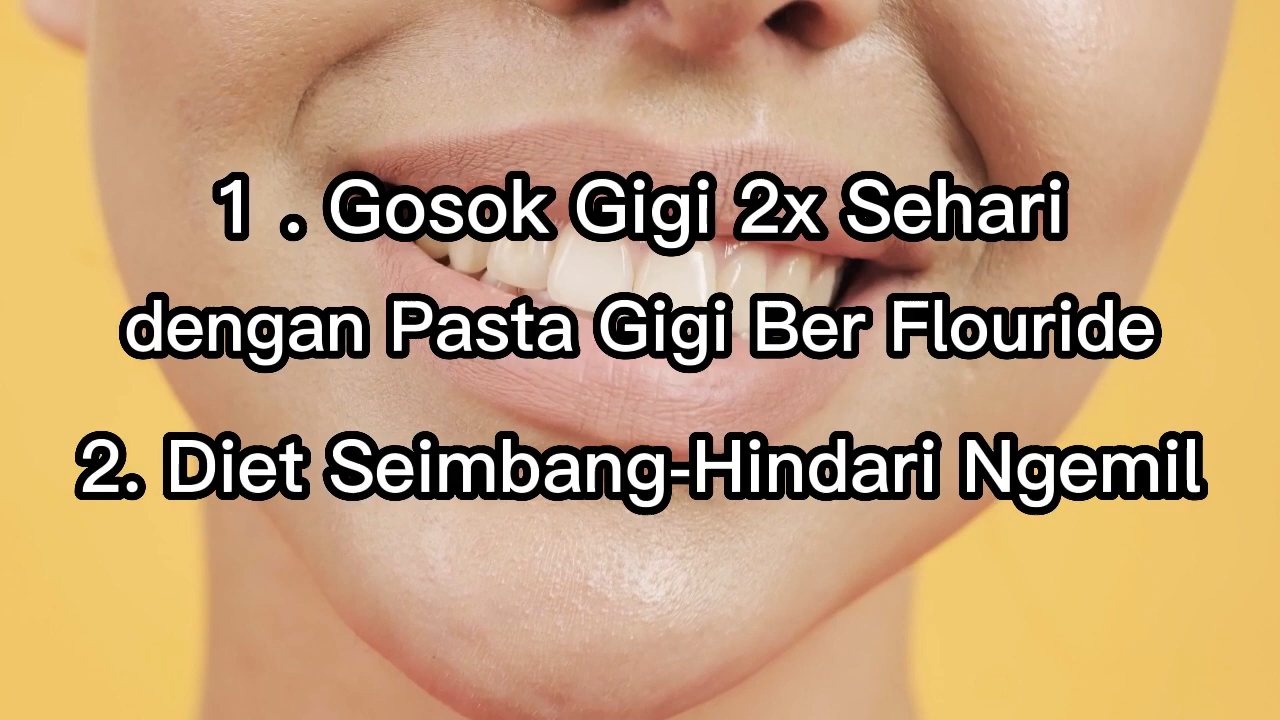 1 . Gosok Gigi 2x Sehari
dengan Pasta Gigi Ber Flouride
2. Diet Seimbang-Hindari Ngemil